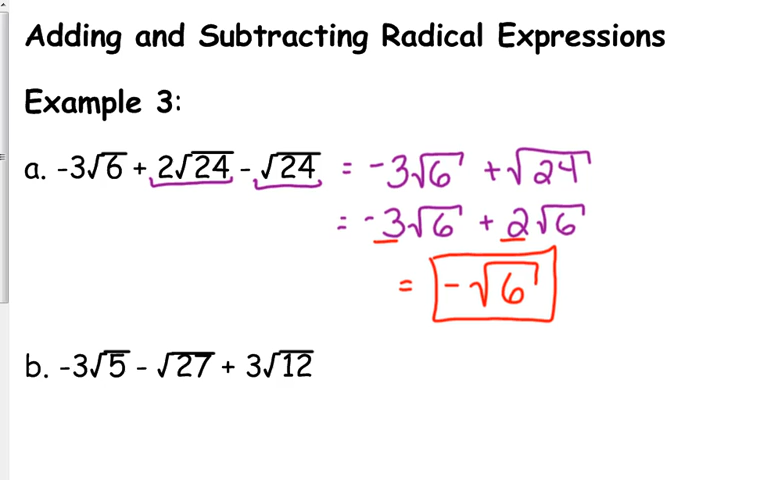 Adding and Subtracting Radical Expressions
Example 3:
a. -3√6 + 2√24 - √24 = -3√6 + √24
= -3√6 + 2√6
= -√6
b. -3√5 - √27 + 3√12